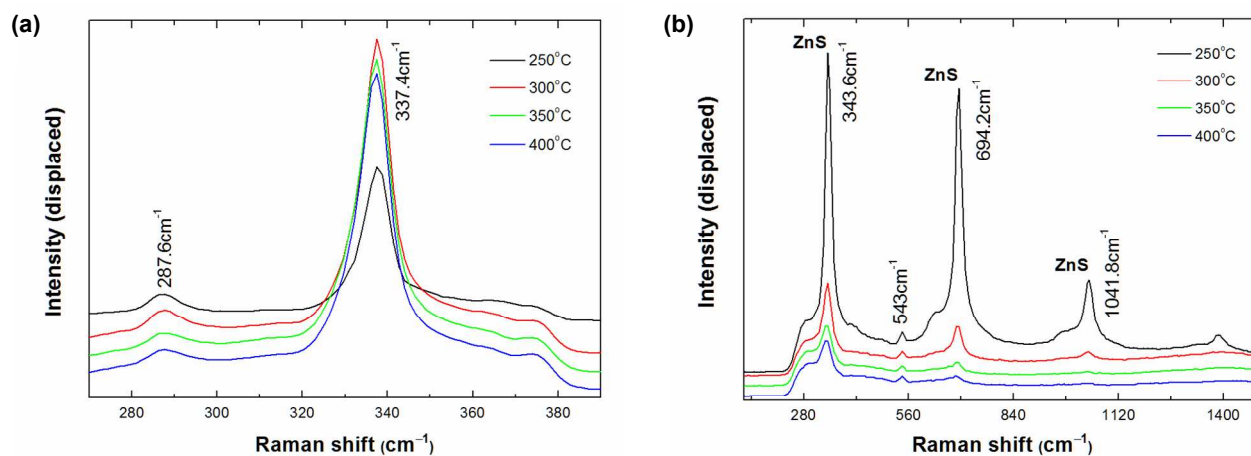 (a)
Intensity (displaced)
287.6cm⁻¹
337.4cm⁻¹
250°C
300°C
350°C
400°C
280 300 320 340 360 380
Raman shift (cm⁻¹)
(b)
Intensity (displaced)
ZnS
343.6cm⁻¹
543cm⁻¹
ZnS
694.2cm⁻¹
ZnS
1041.8cm⁻¹
250°C
300°C
350°C
400°C
280 560 840 1120 1400
Raman shift (cm⁻¹)